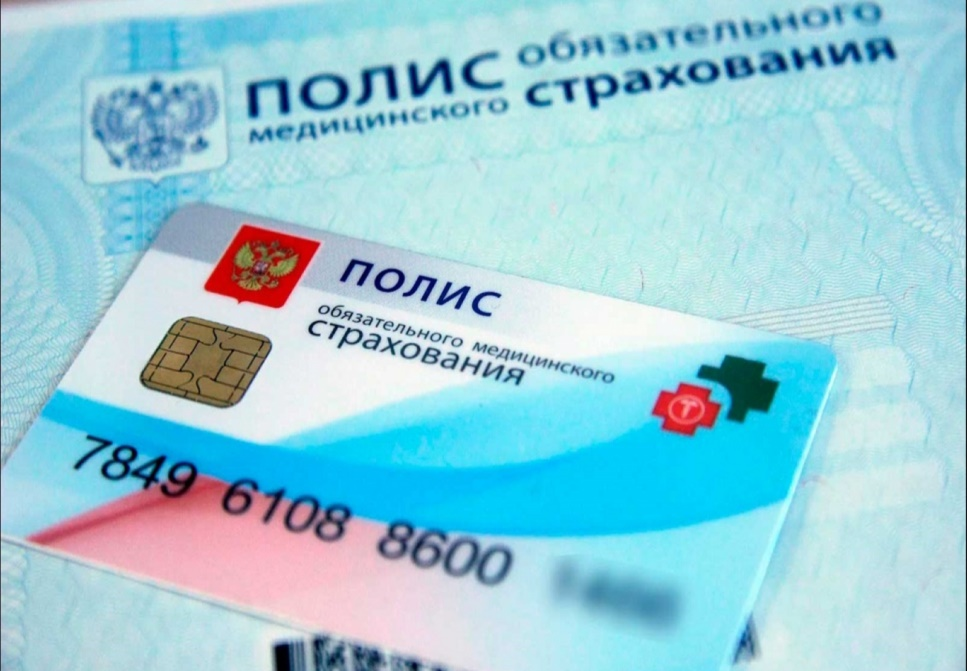 ПОЛИС обязательного
медицинского страхования
ПОЛИС
обязательного медицинского
страхования
7849 6108 8600